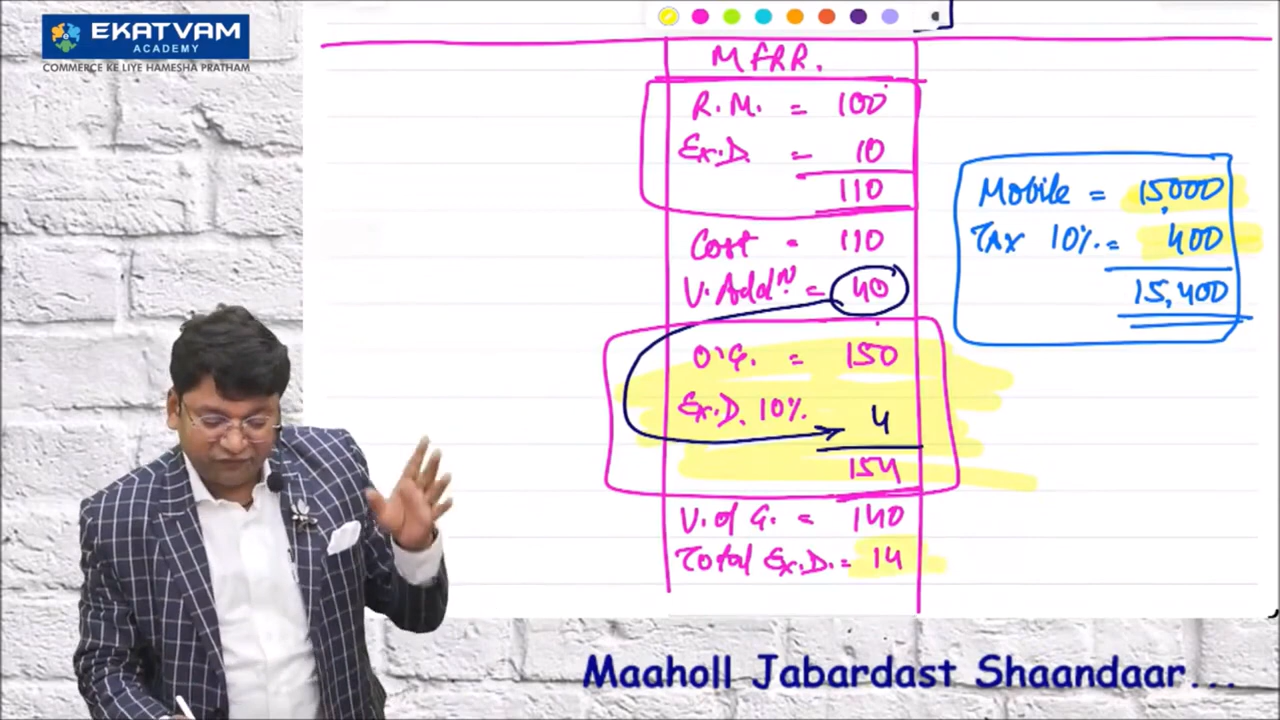 EKATVAM
ACADEMY
COMMERCE KE LIYE HAMESHA PRATHAM
MFRR.
R.M. = 100
Ex.D. = 10
110
Cost = 110
V. Addn. = 40
O.G. = 150
Ex.D. 10% 4
154
V. of G. = 140
Total Ex.D. = 14
Mobile = 15,000
Tax 10% = 400
15,400
Maaholl Jabardast Shaandaar...